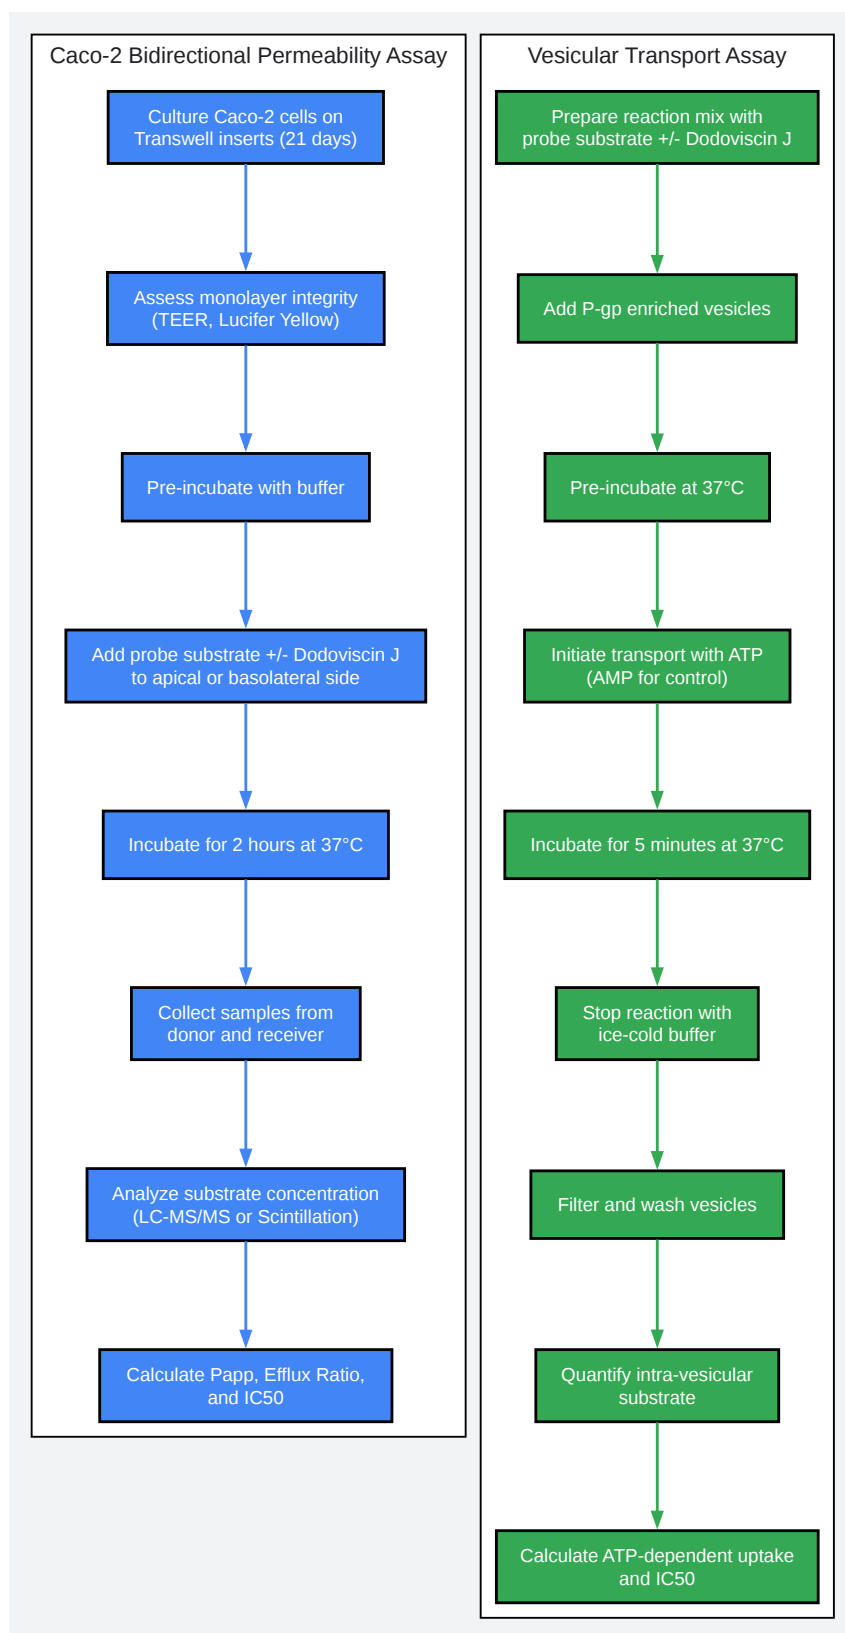 Caco-2 Bidirectional Permeability Assay
Culture Caco-2 cells on
Transwell inserts (21 days)
Assess monolayer integrity
(TEER, Lucifer Yellow)
Pre-incubate with buffer
Add probe substrate +/- Dodoviscin J
to apical or basolateral side
Incubate for 2 hours at 37°C
Collect samples from
donor and receiver
Analyze substrate concentration
(LC-MS/MS or Scintillation)
Calculate Papp, Efflux Ratio,
and IC50
Vesicular Transport Assay
Prepare reaction mix with
probe substrate +/- Dodoviscin J
Add P-gp enriched vesicles
Pre-incubate at 37°C
Initiate transport with ATP
(AMP for control)
Incubate for 5 minutes at 37°C
Stop reaction with
ice-cold buffer
Filter and wash vesicles
Quantify intra-vesicular
substrate
Calculate ATP-dependent uptake
and IC50